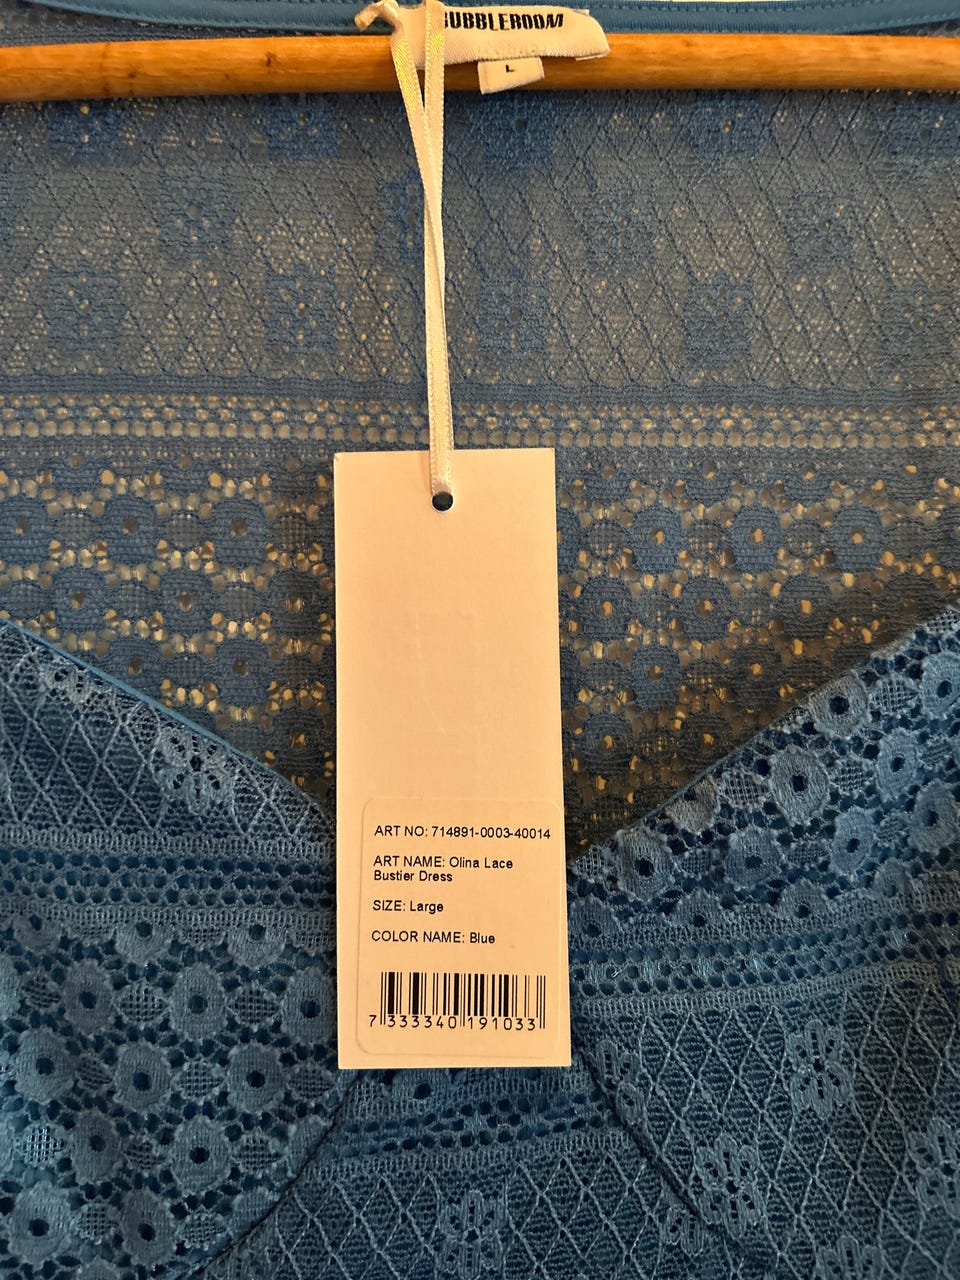 BUBBLEROOM
L
ART NO: 714891-0003-40014
ART NAME: Olina Lace
Bustier Dress
SIZE: Large
COLOR NAME: Blue
7 333340 191033